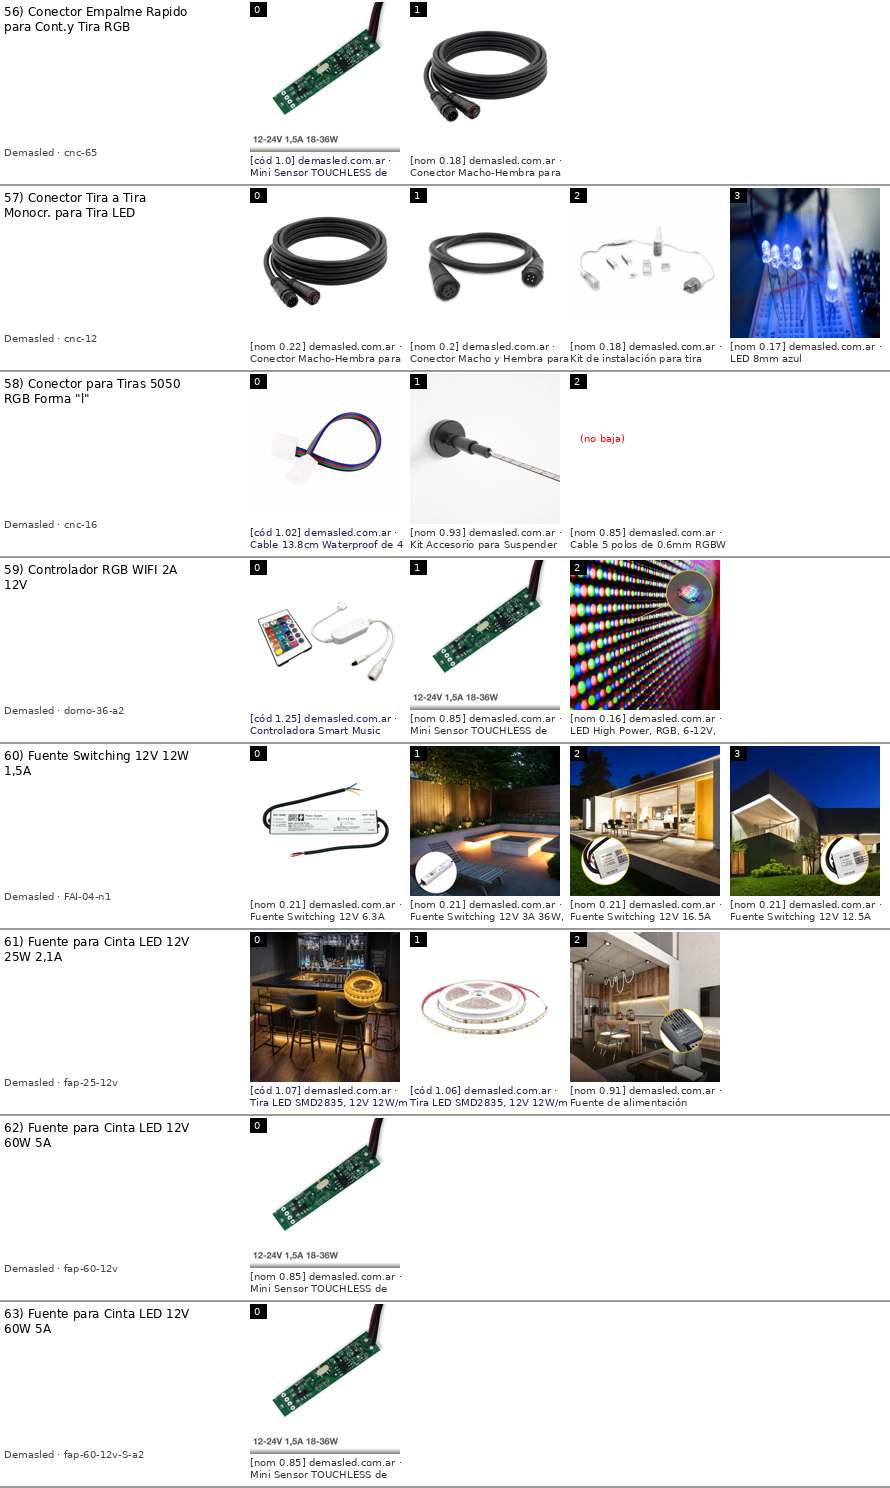 56) Conector Empalme Rapido
para Cont.y Tira RGB
Demasled · cnc-65
0
12-24V 1,5A 18-36W
[cód 1.0] demasled.com.ar ·
Mini Sensor TOUCHLESS de
1
[nom 0.18] demasled.com.ar ·
Conector Macho-Hembra para
57) Conector Tira a Tira
Monocr. para Tira LED
Demasled · cnc-12
0
[nom 0.22] demasled.com.ar ·
Conector Macho-Hembra para
1
[nom 0.2] demasled.com.ar ·
Conector Macho y Hembra para
2
[nom 0.18] demasled.com.ar ·
Kit de instalación para tira
3
[nom 0.17] demasled.com.ar ·
LED 8mm azul
58) Conector para Tiras 5050
RGB Forma "l"
Demasled · cnc-16
0
[cód 1.02] demasled.com.ar ·
Cable 13.8cm Waterproof de 4
1
[nom 0.93] demasled.com.ar ·
Kit Accesorio para Suspender
2
(no baja)
[nom 0.85] demasled.com.ar ·
Cable 5 polos de 0.6mm RGBW
59) Controlador RGB WIFI 2A
12V
Demasled · domo-36-a2
0
[cód 1.25] demasled.com.ar ·
Controladora Smart Music
1
12-24V 1,5A 18-36W
[nom 0.85] demasled.com.ar ·
Mini Sensor TOUCHLESS de
2
[nom 0.16] demasled.com.ar ·
LED High Power, RGB, 6-12V,
60) Fuente Switching 12V 12W
1,5A
Demasled · FAI-04-n1
0
[nom 0.21] demasled.com.ar ·
Fuente Switching 12V 6.3A
1
[nom 0.21] demasled.com.ar ·
Fuente Switching 12V 3A 36W,
2
[nom 0.21] demasled.com.ar ·
Fuente Switching 12V 16.5A
3
[nom 0.21] demasled.com.ar ·
Fuente Switching 12V 12.5A
61) Fuente para Cinta LED 12V
25W 2,1A
Demasled · fap-25-12v
0
[cód 1.07] demasled.com.ar ·
Tira LED SMD2835, 12V 12W/m
1
[cód 1.06] demasled.com.ar ·
Tira LED SMD2835, 12V 12W/m
2
[nom 0.91] demasled.com.ar ·
Fuente de alimentación
62) Fuente para Cinta LED 12V
60W 5A
Demasled · fap-60-12v
0
12-24V 1,5A 18-36W
[nom 0.85] demasled.com.ar ·
Mini Sensor TOUCHLESS de
63) Fuente para Cinta LED 12V
60W 5A
Demasled · fap-60-12v-S-a2
0
12-24V 1,5A 18-36W
[nom 0.85] demasled.com.ar ·
Mini Sensor TOUCHLESS de